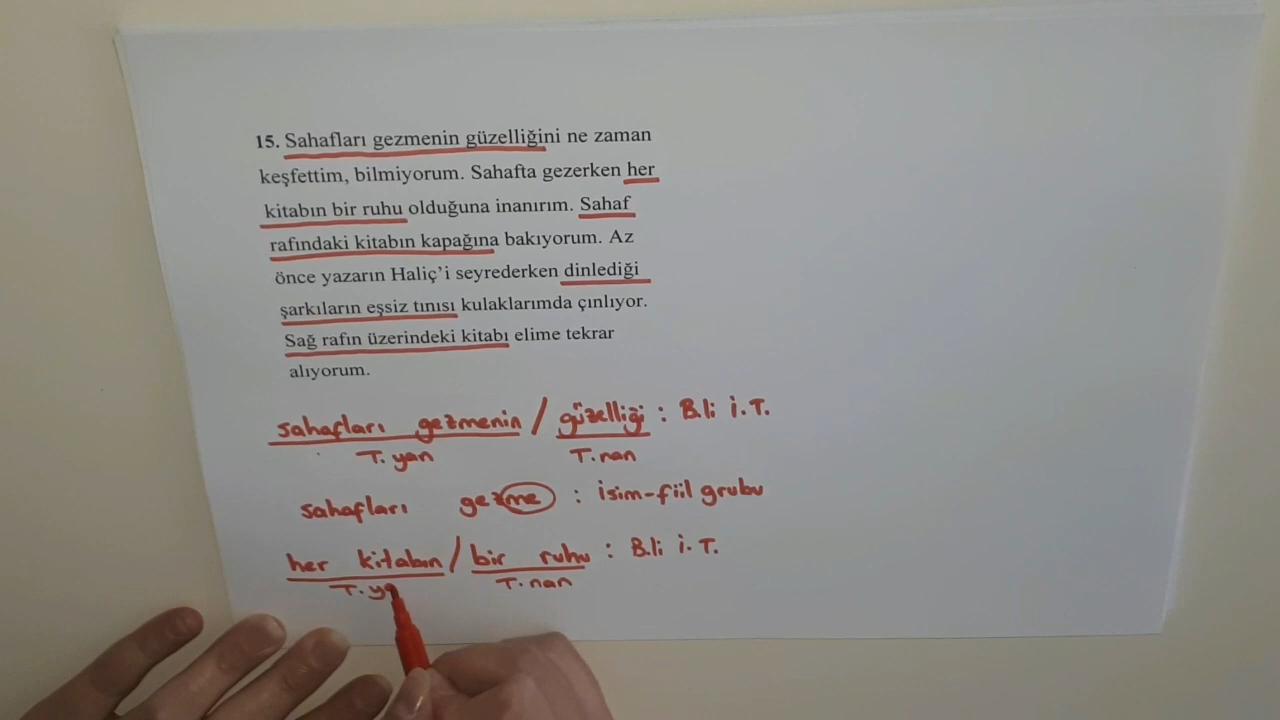 15. Sahafları gezmenin güzelliğini ne zaman
keşfettim, bilmiyorum. Sahafta gezerken her
kitabın bir ruhu olduğuna inanırım. Sahaf
rafındaki kitabın kapağına bakıyorum. Az
önce yazarın Haliç'i seyrederken dinlediği
şarkıların eşsiz tınısı kulaklarımda çınlıyor.
Sağ rafın üzerindeki kitabı elime tekrar
alıyorum.
sahafları gezmenin / güzelliği : B.li i.T.
T.yan T.nan
sahafları gezme : isim-fiil grubu
her kitabın / bir ruhu : B.li i.T.
T.ya T.nan